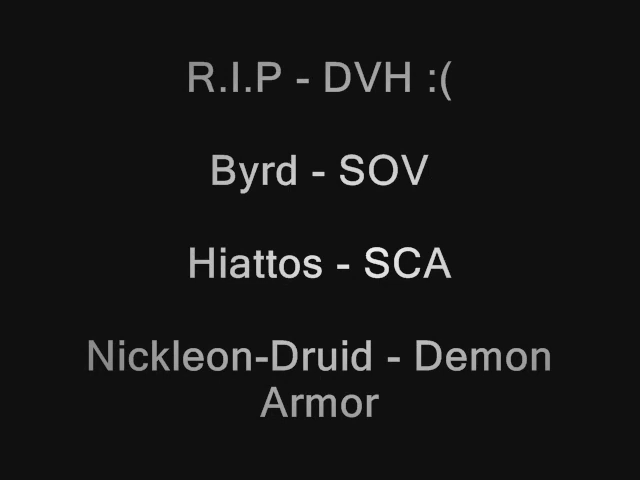 R.I.P - DVH :(
Byrd - SOV
Hiattos - SCA
Nickleon-Druid - Demon
Armor